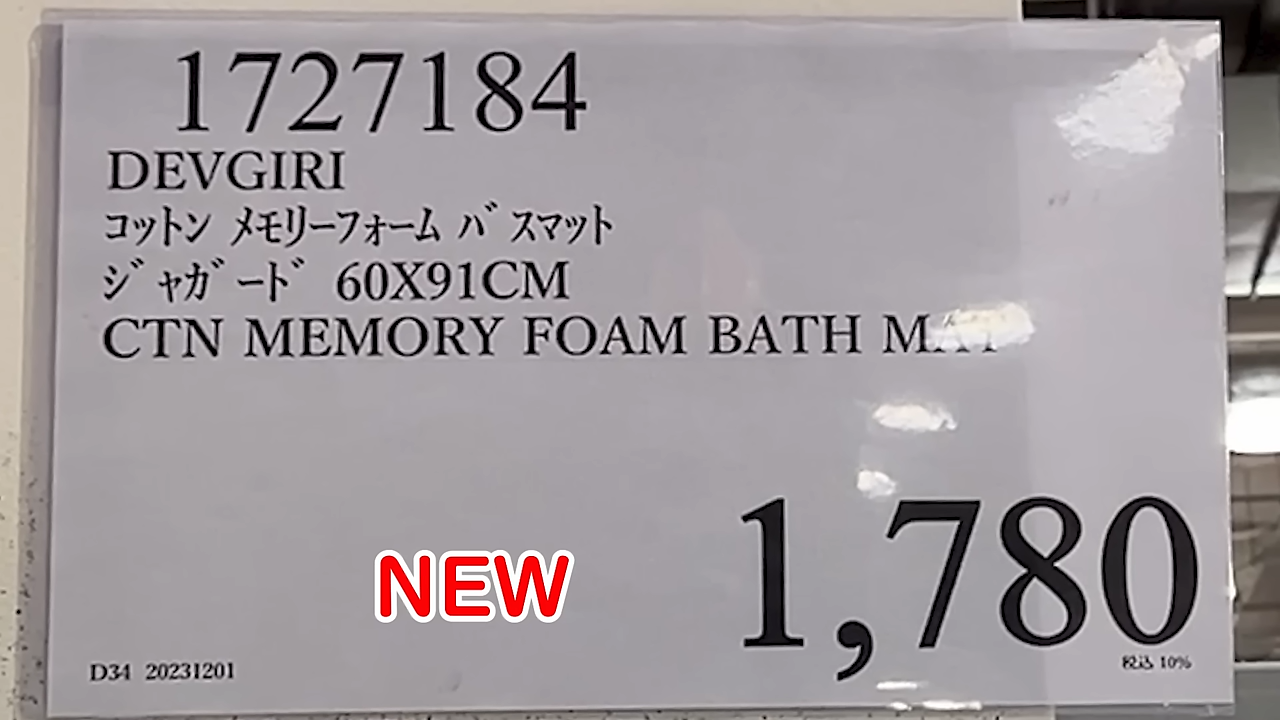 1727184
DEVGIRI
コットン メモリーフォーム バスマット
ジャガード 60X91CM
CTN MEMORY FOAM BATH MAT
NEW
1,780
税込 10%
D34 20231201